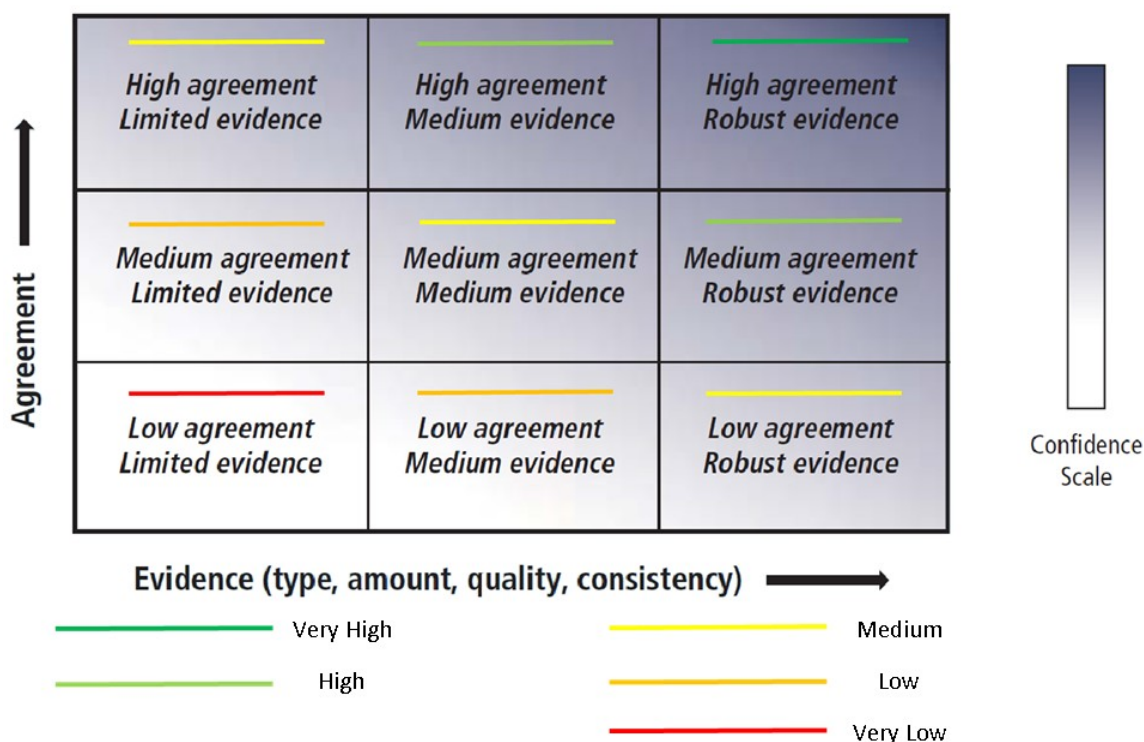 High agreement
Limited evidence
High agreement
Medium evidence
High agreement
Robust evidence
Medium agreement
Limited evidence
Medium agreement
Medium evidence
Medium agreement
Robust evidence
Low agreement
Limited evidence
Low agreement
Medium evidence
Low agreement
Robust evidence
Agreement
Evidence (type, amount, quality, consistency)
Confidence
Scale
Very High
High
Medium
Low
Very Low